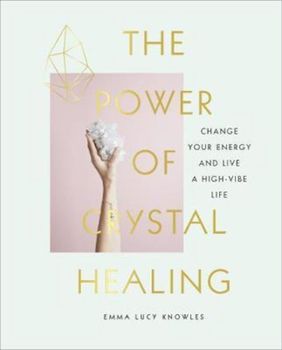 THE
POWER
OF
CRYSTAL
HEALING
CHANGE
YOUR ENERGY
AND LIVE
A HIGH-VIBE
LIFE
EMMA LUCY KNOWLES